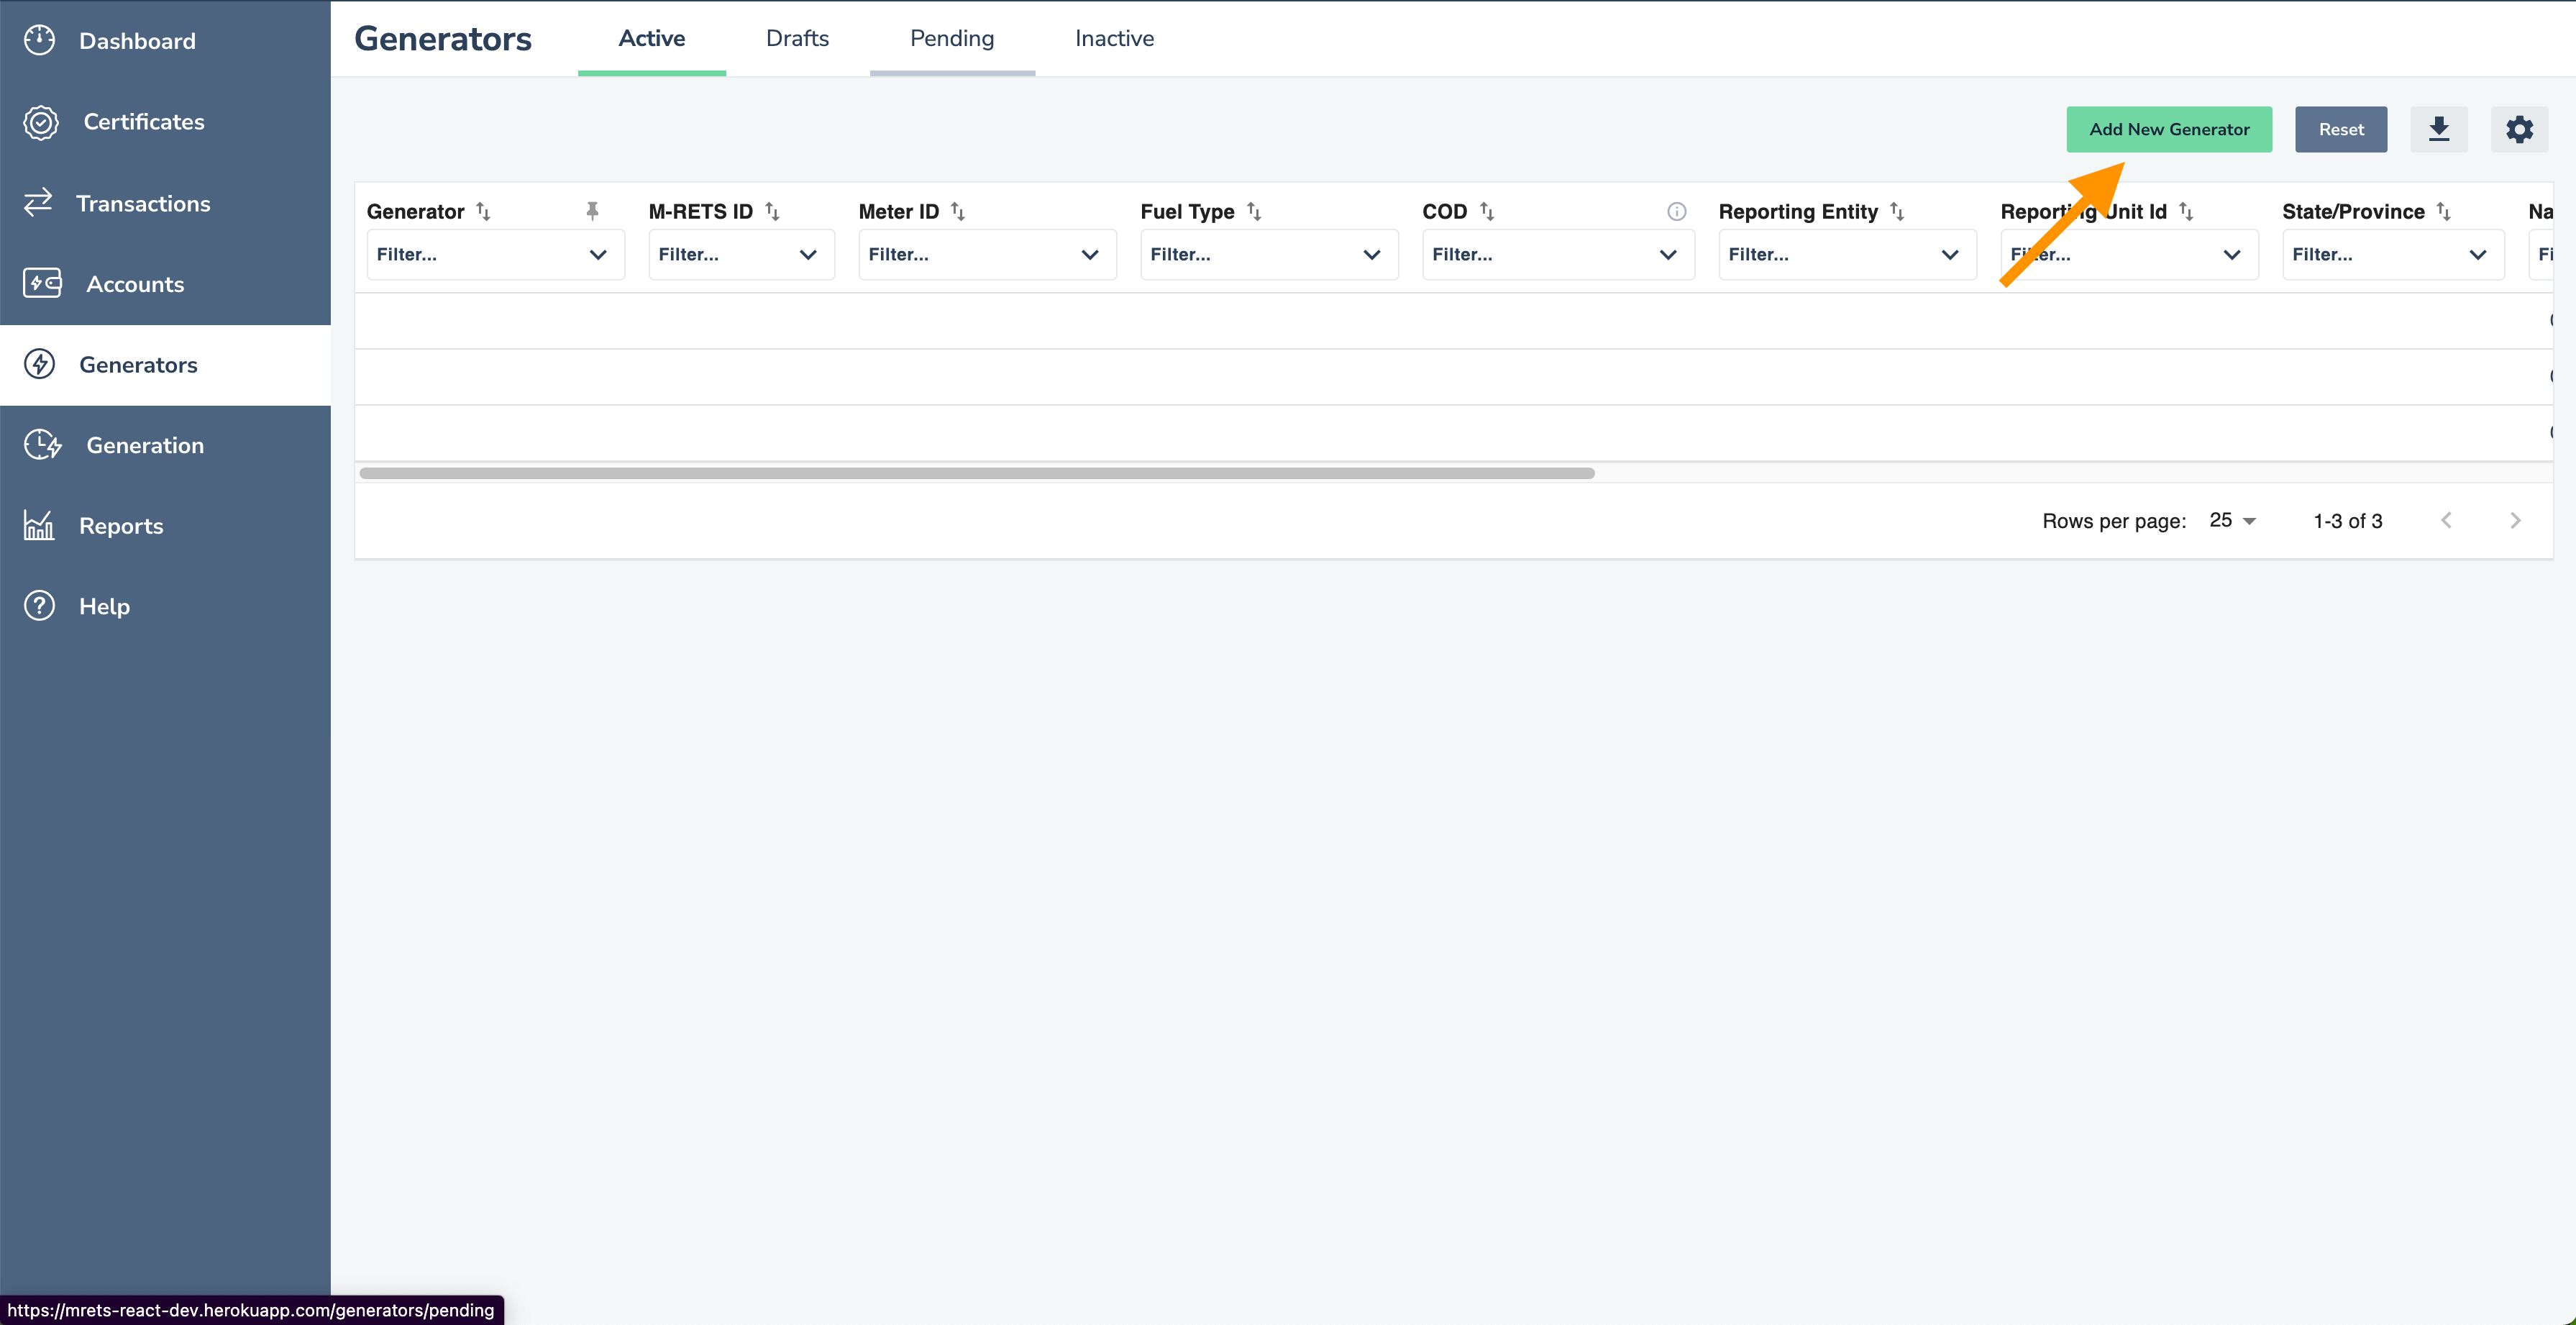 Dashboard
Certificates
Transactions
Accounts
Generators
Generation
Reports
Help
Generators Active Drafts Pending Inactive
Add New Generator Reset
Generator M-RETS ID Meter ID Fuel Type COD Reporting Entity Reporting Unit Id State/Province Na
Filter... Filter... Filter... Filter... Filter... Filter... Filter... Filter... Fi
Rows per page: 25 1-3 of 3
https://mrets-react-dev.herokuapp.com/generators/pending